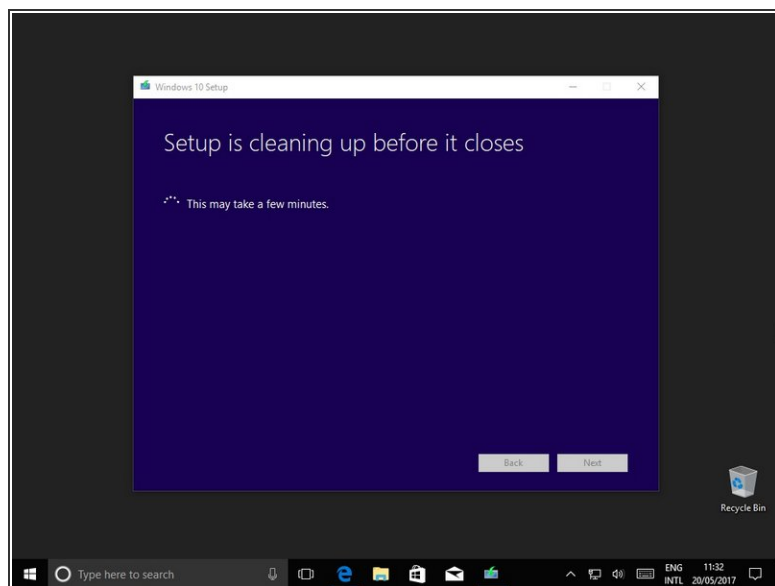 Windows 10 Setup
Setup is cleaning up before it closes
This may take a few minutes.
Back
Next
Recycle Bin
Type here to search
ENG
INTL
11:32
20/05/2017